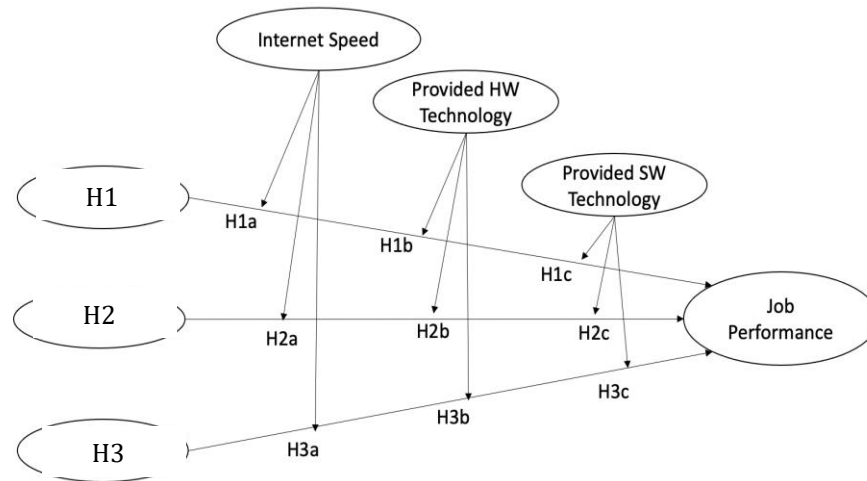 Internet Speed
Provided HW
Technology
Provided SW
Technology
H1
H1a
H1b
H1c
H2
H2a
H2b
H2c
Job
Performance
H3
H3a
H3b
H3c